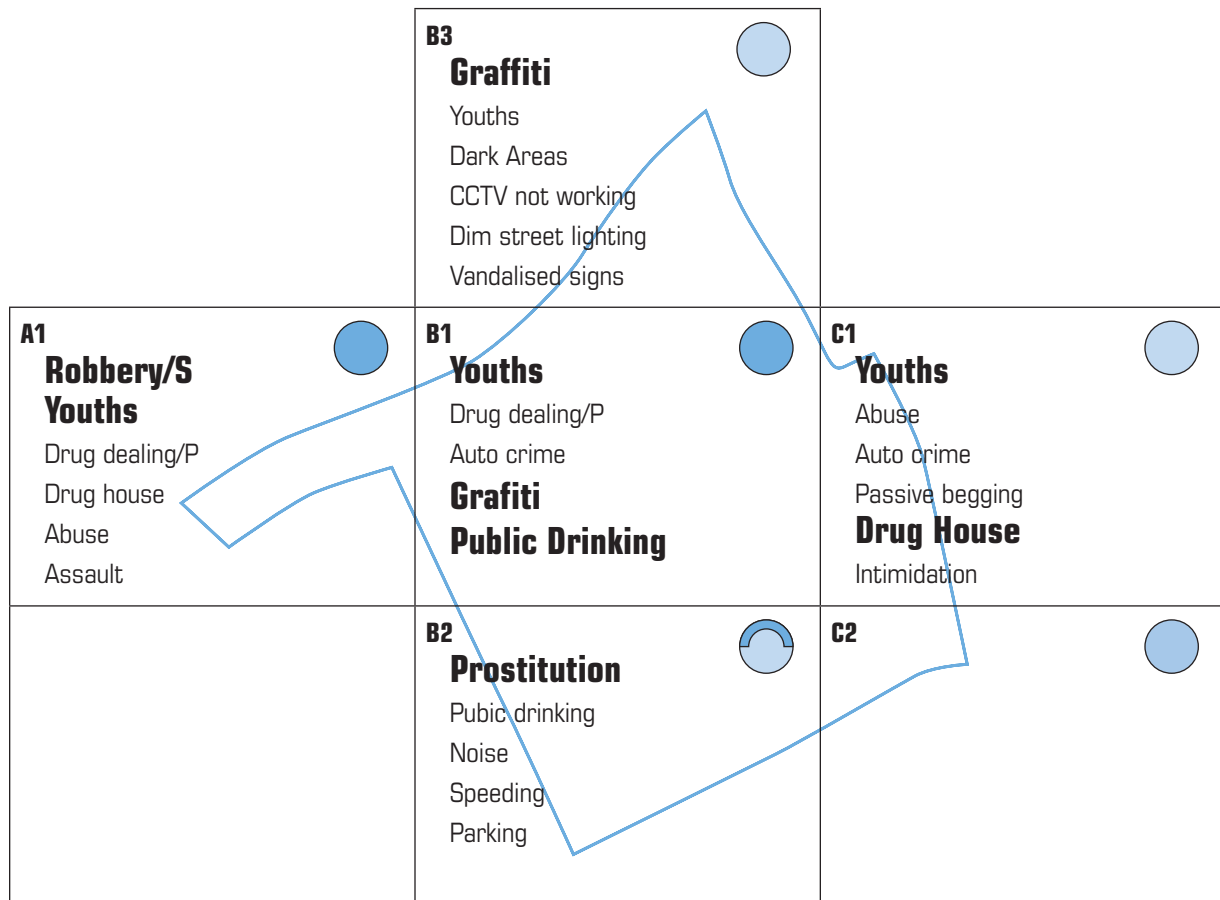 B3
Graffiti
Youths
Dark Areas
CCTV not working
Dim street lighting
Vandalised signs
A1
Robbery/S
Youths
Drug dealing/P
Drug house
Abuse
Assault
B1
Youths
Drug dealing/P
Auto crime
Grafiti
Public Drinking
C1
Youths
Abuse
Auto crime
Passive begging
Drug House
Intimidation
B2
Prostitution
Pubic drinking
Noise
Speeding
Parking
C2